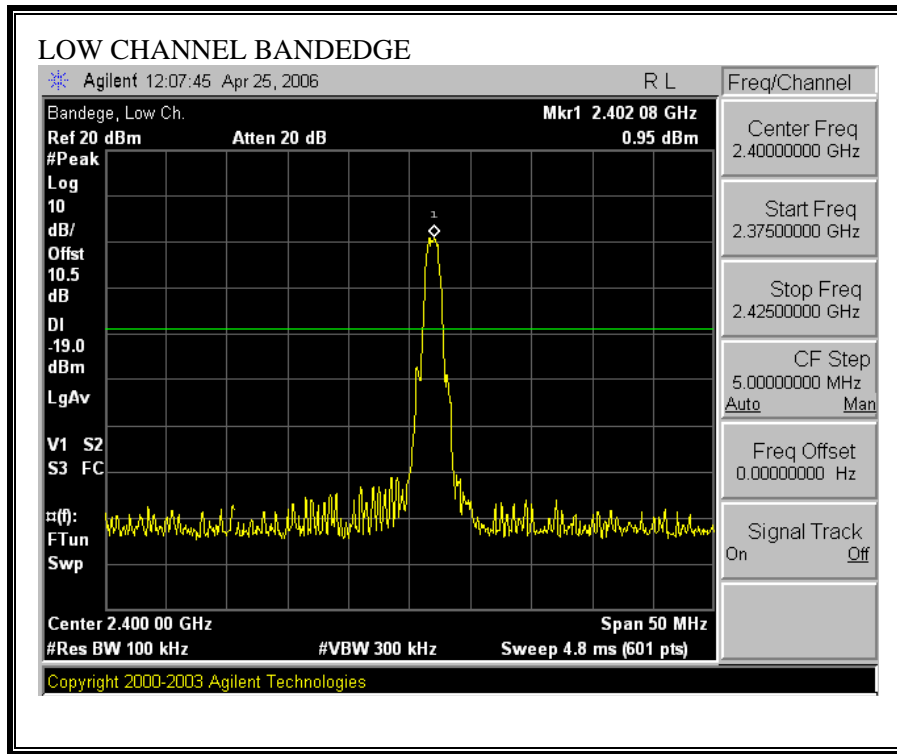 LOW CHANNEL BANDEDGE
Agilent 12:07:45 Apr 25, 2006 R L
Freq/Channel
Bandege, Low Ch. Mkr1 2.402 08 GHz
Ref 20 dBm Atten 20 dB 0.95 dBm
#Peak
Log
10
dB/
Offst
10.5
dB
DI
-19.0
dBm
LgAv
V1 S2
S3 FC
¤(f):
FTun
Swp
1
Center 2.400 00 GHz Span 50 MHz
#Res BW 100 kHz #VBW 300 kHz Sweep 4.8 ms (601 pts)
Center Freq
2.40000000 GHz
Start Freq
2.37500000 GHz
Stop Freq
2.42500000 GHz
CF Step
5.00000000 MHz
Auto Man
Freq Offset
0.00000000 Hz
Signal Track
On Off
Copyright 2000-2003 Agilent Technologies